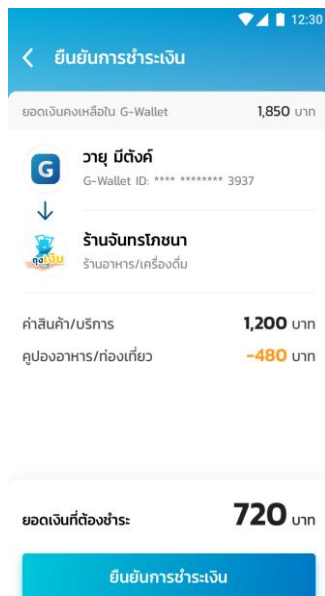 12:30
ยืนยันการชำระเงิน
ยอดเงินคงเหลือใน G-Wallet 1,850 บาท
G
วายุ มีตังค์
G-Wallet ID: **** ******** 3937
ถุงเงิน
ร้านจันทรโภชนา
ร้านอาหาร/เครื่องดื่ม
ค่าสินค้า/บริการ 1,200 บาท
คูปองอาหาร/ท่องเที่ยว -480 บาท
ยอดเงินที่ต้องชำระ 720 บาท
ยืนยันการชำระเงิน